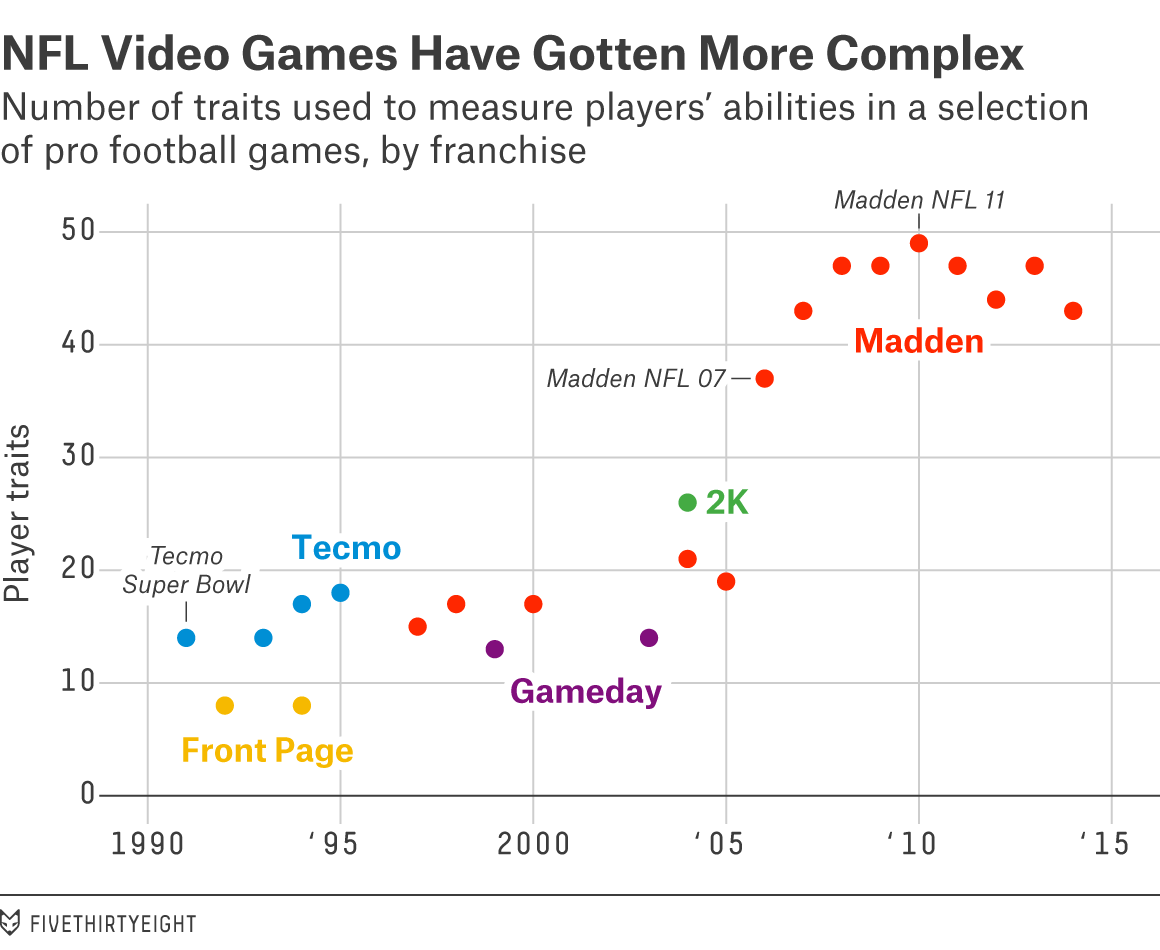 NFL Video Games Have Gotten More Complex
Number of traits used to measure players’ abilities in a selection
of pro football games, by franchise
Madden NFL 11
50
Madden
40
Madden NFL 07
Player traits
30
2K
Tecmo
Tecmo
Super Bowl
20
10
Gameday
Front Page
0
1990
‘95
2000
‘05
‘10
‘15
FIVETHIRTYEIGHT